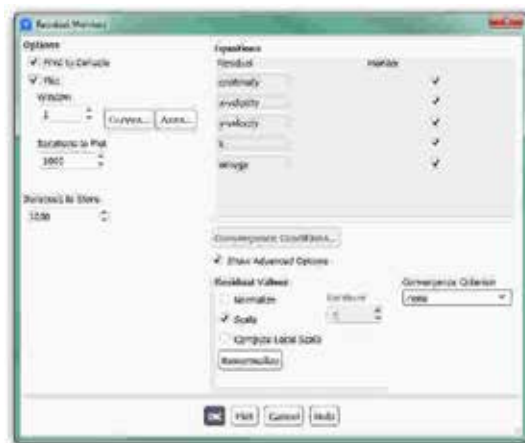 Residual Monitors
Options
Print to Console
Plot
Window
1
Curves...
Axes...
Iterations to Plot
1000
Iterations to Store
1000
Equations
Residual
Monitor
continuity
x-velocity
y-velocity
k
omega
Convergence Conditions...
Show Advanced Options
Residual Values
Normalize
Iterations
Scale
Compute Local Scale
Renormalize
Convergence Criterion
none
OK
Plot
Cancel
Help